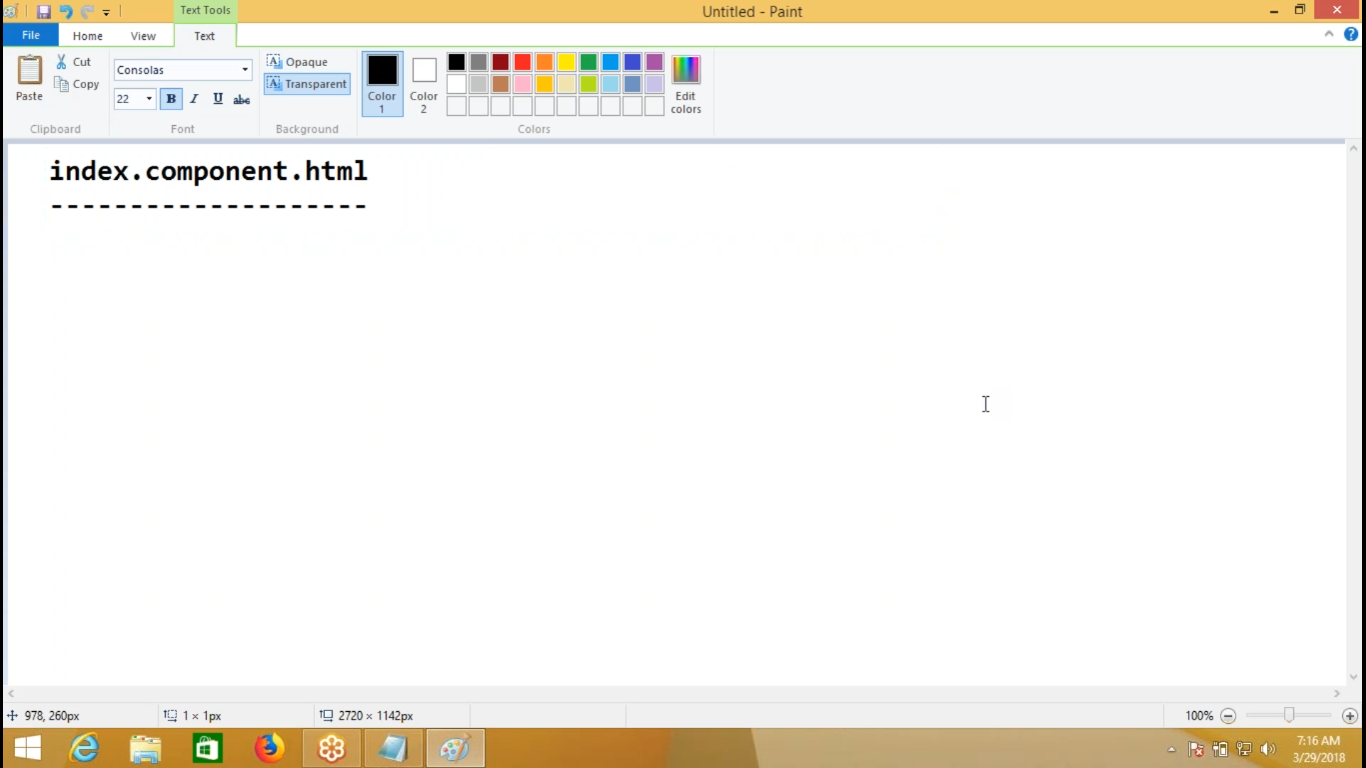 Text Tools
Untitled - Paint
File
Home
View
Text
Paste
Cut
Copy
Clipboard
Consolas
22
B
I
U
abc
Font
Opaque
Transparent
Background
Color
1
Color
2
Edit
colors
Colors
index.component.html
--------------------
978, 260px
1 × 1px
2720 × 1142px
100%
7:16 AM
3/29/2018